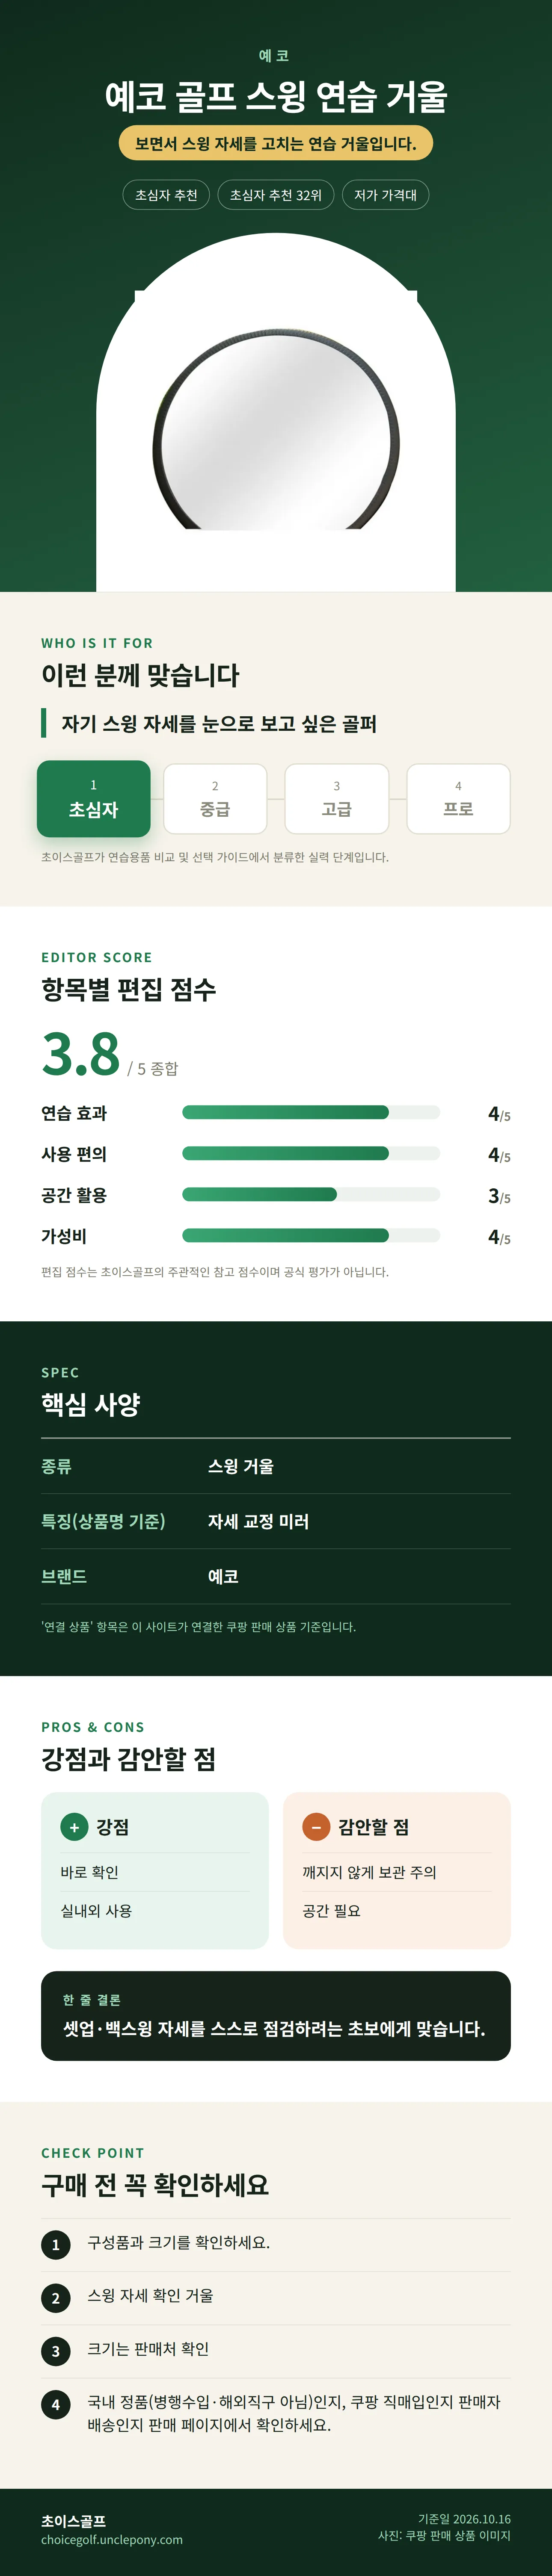 예코
예코 골프 스윙 연습 거울
보면서 스윙 자세를 고치는 연습 거울입니다.
초심자 추천
초심자 추천 32위
저가 가격대
WHO IS IT FOR
이런 분께 맞습니다
자기 스윙 자세를 눈으로 보고 싶은 골퍼
1
초심자
2
중급
3
고급
4
프로
초이스골프가 연습용품 비교 및 선택 가이드에서 분류한 실력 단계입니다.
EDITOR SCORE
항목별 편집 점수
3.8 / 5 종합
연습 효과 4/5
사용 편의 4/5
공간 활용 3/5
가성비 4/5
편집 점수는 초이스골프의 주관적인 참고 점수이며 공식 평가가 아닙니다.
SPEC
핵심 사양
종류 스윙 거울
특징(상품명 기준) 자세 교정 미러
브랜드 예코
'연결 상품' 항목은 이 사이트가 연결한 쿠팡 판매 상품 기준입니다.
PROS & CONS
강점과 감안할 점
+ 강점
바로 확인
실내외 사용
− 감안할 점
깨지지 않게 보관 주의
공간 필요
한 줄 결론
셋업·백스윙 자세를 스스로 점검하려는 초보에게 맞습니다.
CHECK POINT
구매 전 꼭 확인하세요
1 구성품과 크기를 확인하세요.
2 스윙 자세 확인 거울
3 크기는 판매처 확인
4 국내 정품(병행수입·해외직구 아님)인지, 쿠팡 직매입인지 판매자
배송인지 판매 페이지에서 확인하세요.
초이스골프
choicegolf.unclepony.com
기준일 2026.10.16
사진: 쿠팡 판매 상품 이미지